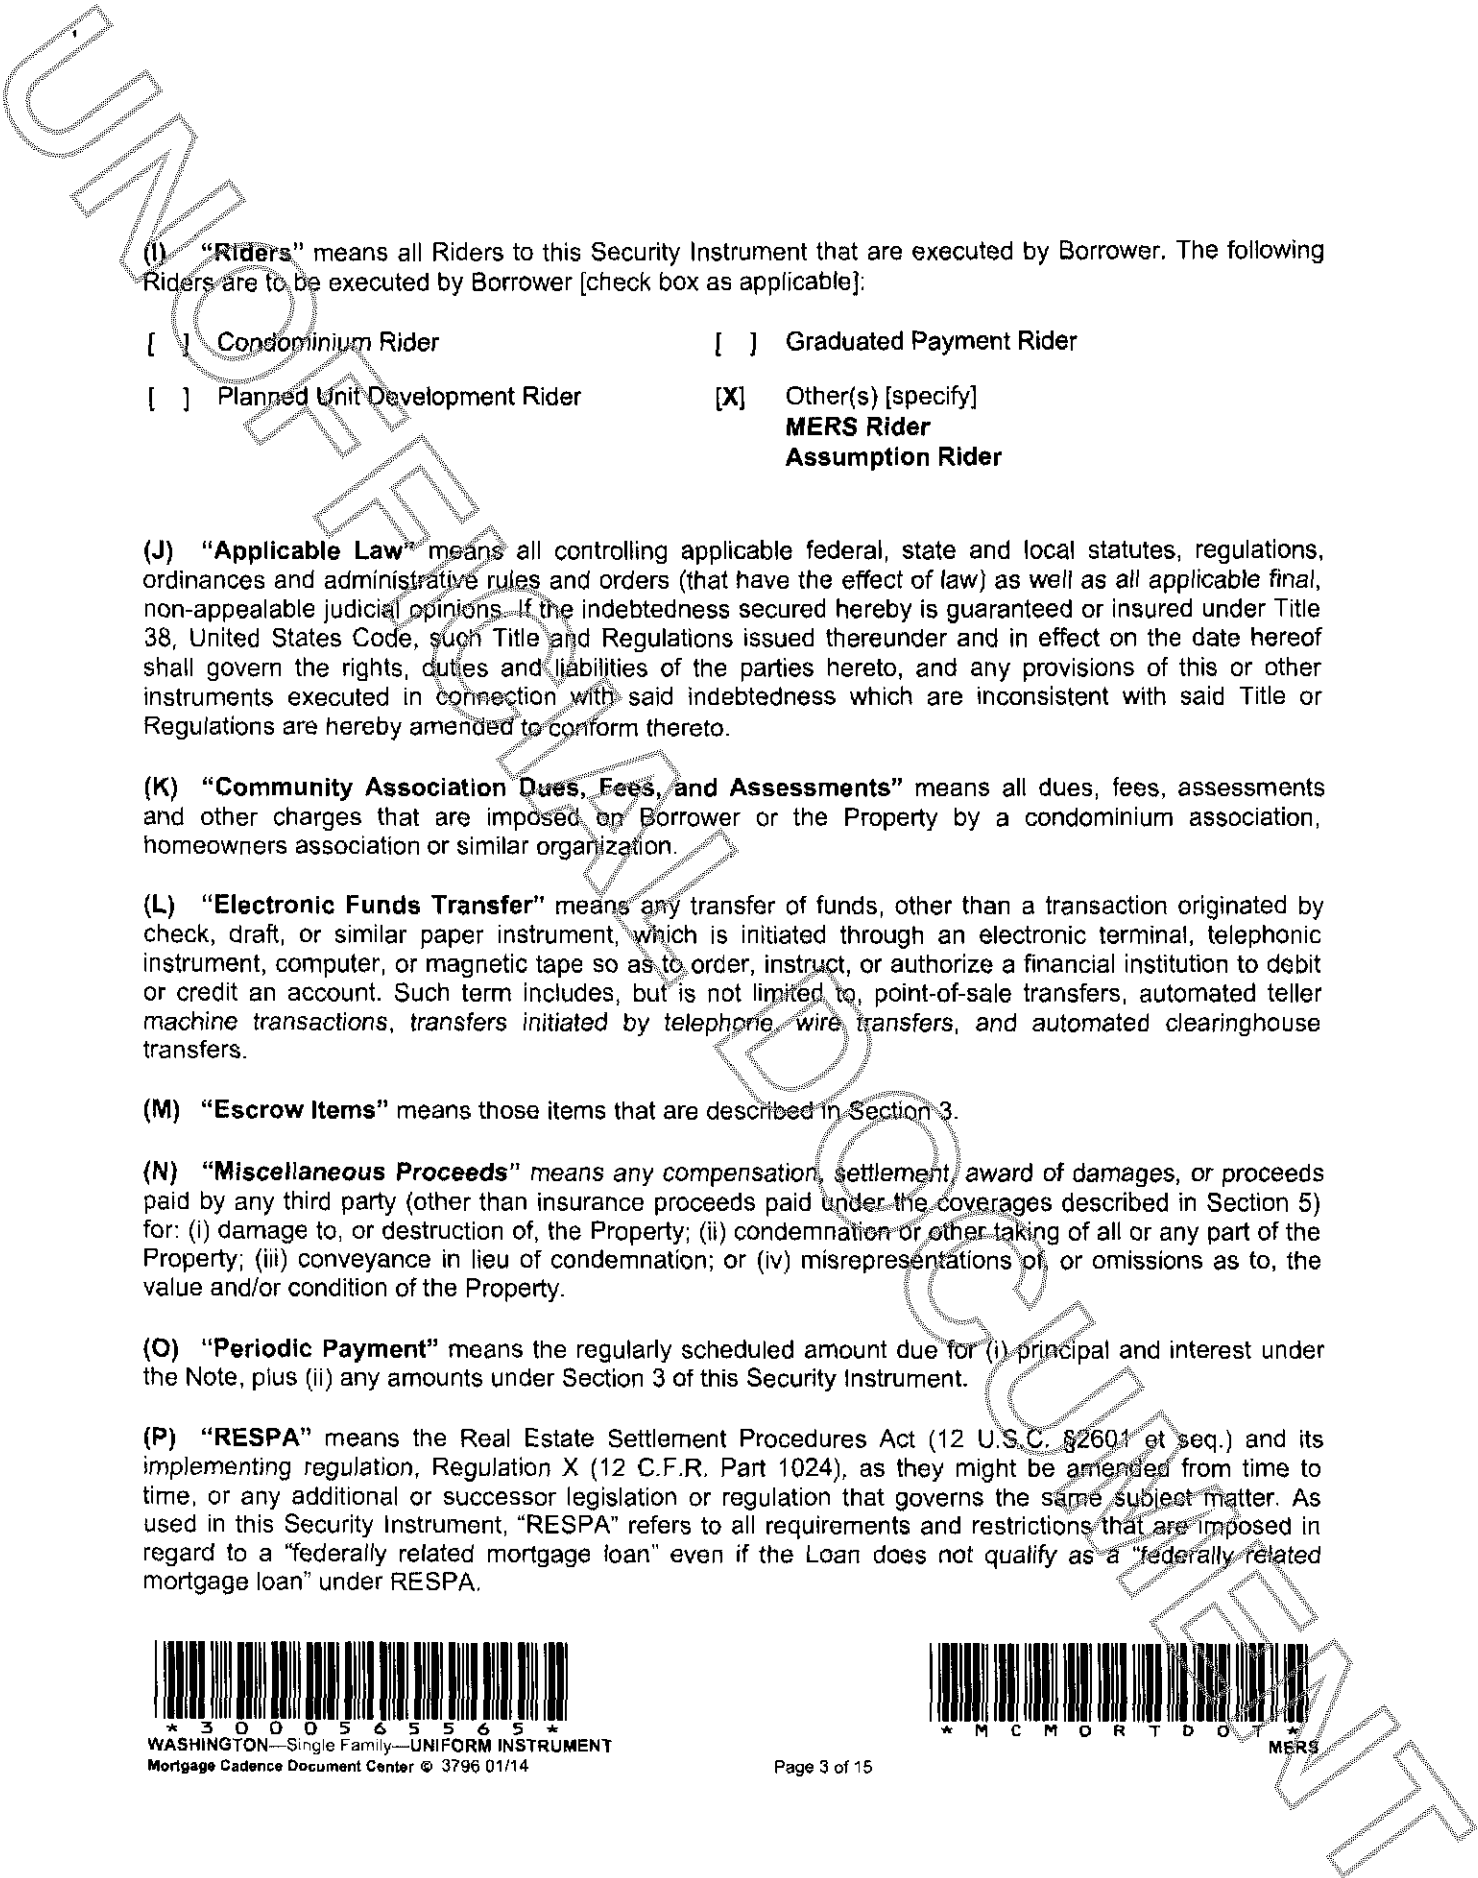 (I) “Riders” means all Riders to this Security Instrument that are executed by Borrower. The following
Riders are to be executed by Borrower [check box as applicable]:
[ ] Condominium Rider [ ] Graduated Payment Rider
[ ] Planned Unit Development Rider [X] Other(s) [specify]
MERS Rider
Assumption Rider
(J) “Applicable Law” means all controlling applicable federal, state and local statutes, regulations,
ordinances and administrative rules and orders (that have the effect of law) as well as all applicable final,
non-appealable judicial opinions. If the indebtedness secured hereby is guaranteed or insured under Title
38, United States Code, such Title and Regulations issued thereunder and in effect on the date hereof
shall govern the rights, duties and liabilities of the parties hereto, and any provisions of this or other
instruments executed in connection with said indebtedness which are inconsistent with said Title or
Regulations are hereby amended to conform thereto.
(K) “Community Association Dues, Fees, and Assessments” means all dues, fees, assessments
and other charges that are imposed on Borrower or the Property by a condominium association,
homeowners association or similar organization.
(L) “Electronic Funds Transfer” means any transfer of funds, other than a transaction originated by
check, draft, or similar paper instrument, which is initiated through an electronic terminal, telephonic
instrument, computer, or magnetic tape so as to order, instruct, or authorize a financial institution to debit
or credit an account. Such term includes, but is not limited to, point-of-sale transfers, automated teller
machine transactions, transfers initiated by telephone, wire transfers, and automated clearinghouse
transfers.
(M) “Escrow Items” means those items that are described in Section 3.
(N) “Miscellaneous Proceeds” means any compensation, settlement, award of damages, or proceeds
paid by any third party (other than insurance proceeds paid under the coverages described in Section 5)
for: (i) damage to, or destruction of, the Property; (ii) condemnation or other taking of all or any part of the
Property; (iii) conveyance in lieu of condemnation; or (iv) misrepresentations of, or omissions as to, the
value and/or condition of the Property.
(O) “Periodic Payment” means the regularly scheduled amount due for (i) principal and interest under
the Note, plus (ii) any amounts under Section 3 of this Security Instrument.
(P) “RESPA” means the Real Estate Settlement Procedures Act (12 U.S.C. §2601 et seq.) and its
implementing regulation, Regulation X (12 C.F.R. Part 1024), as they might be amended from time to
time, or any additional or successor legislation or regulation that governs the same subject matter. As
used in this Security Instrument, “RESPA” refers to all requirements and restrictions that are imposed in
regard to a “federally related mortgage loan” even if the Loan does not qualify as a “federally related
mortgage loan” under RESPA.
*3000565565* *MCMORTDOT*
WASHINGTON—Single Family—UNIFORM INSTRUMENT MERS
Mortgage Cadence Document Center © 3796 01/14 Page 3 of 15
UNOFFICIAL DOCUMENT